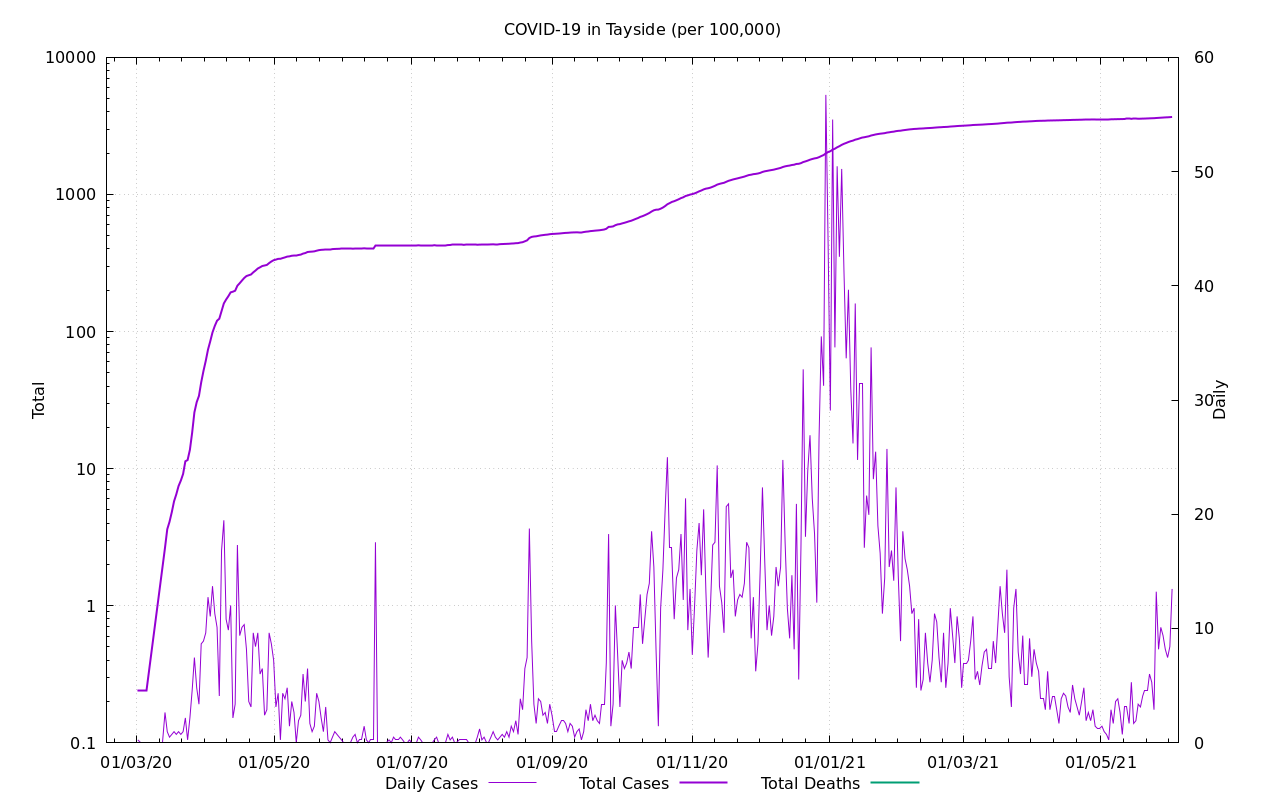 COVID-19 in Tayside (per 100,000)
10000 60
1000 50
100 40
10 30
1 20
0.1 10
0
Total
Daily
01/03/20 01/05/20 01/07/20 01/09/20 01/11/20 01/01/21 01/03/21 01/05/21
Daily Cases Total Cases Total Deaths